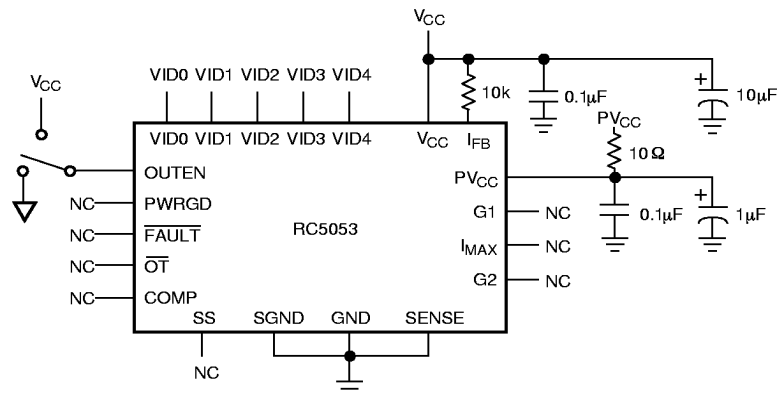 VCC
VCC
VID0 VID1 VID2 VID3 VID4
10k
0.1µF
+
10µF
VID0 VID1 VID2 VID3 VID4
VCC
IFB
PVCC
10Ω
OUTEN
PVCC
NC
PWRGD
G1
NC
0.1µF
+
1µF
NC
FAULT
RC5053
IMAX
NC
NC
OT
G2
NC
NC
COMP
SS
SGND
GND
SENSE
NC